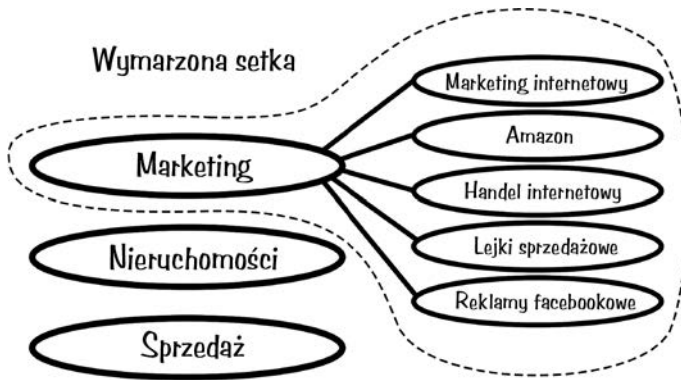 Wymarzona setka
Marketing
Nieruchomości
Sprzedaż
Marketing internetowy
Amazon
Handel internetowy
Lejki sprzedażowe
Reklamy facebookowe